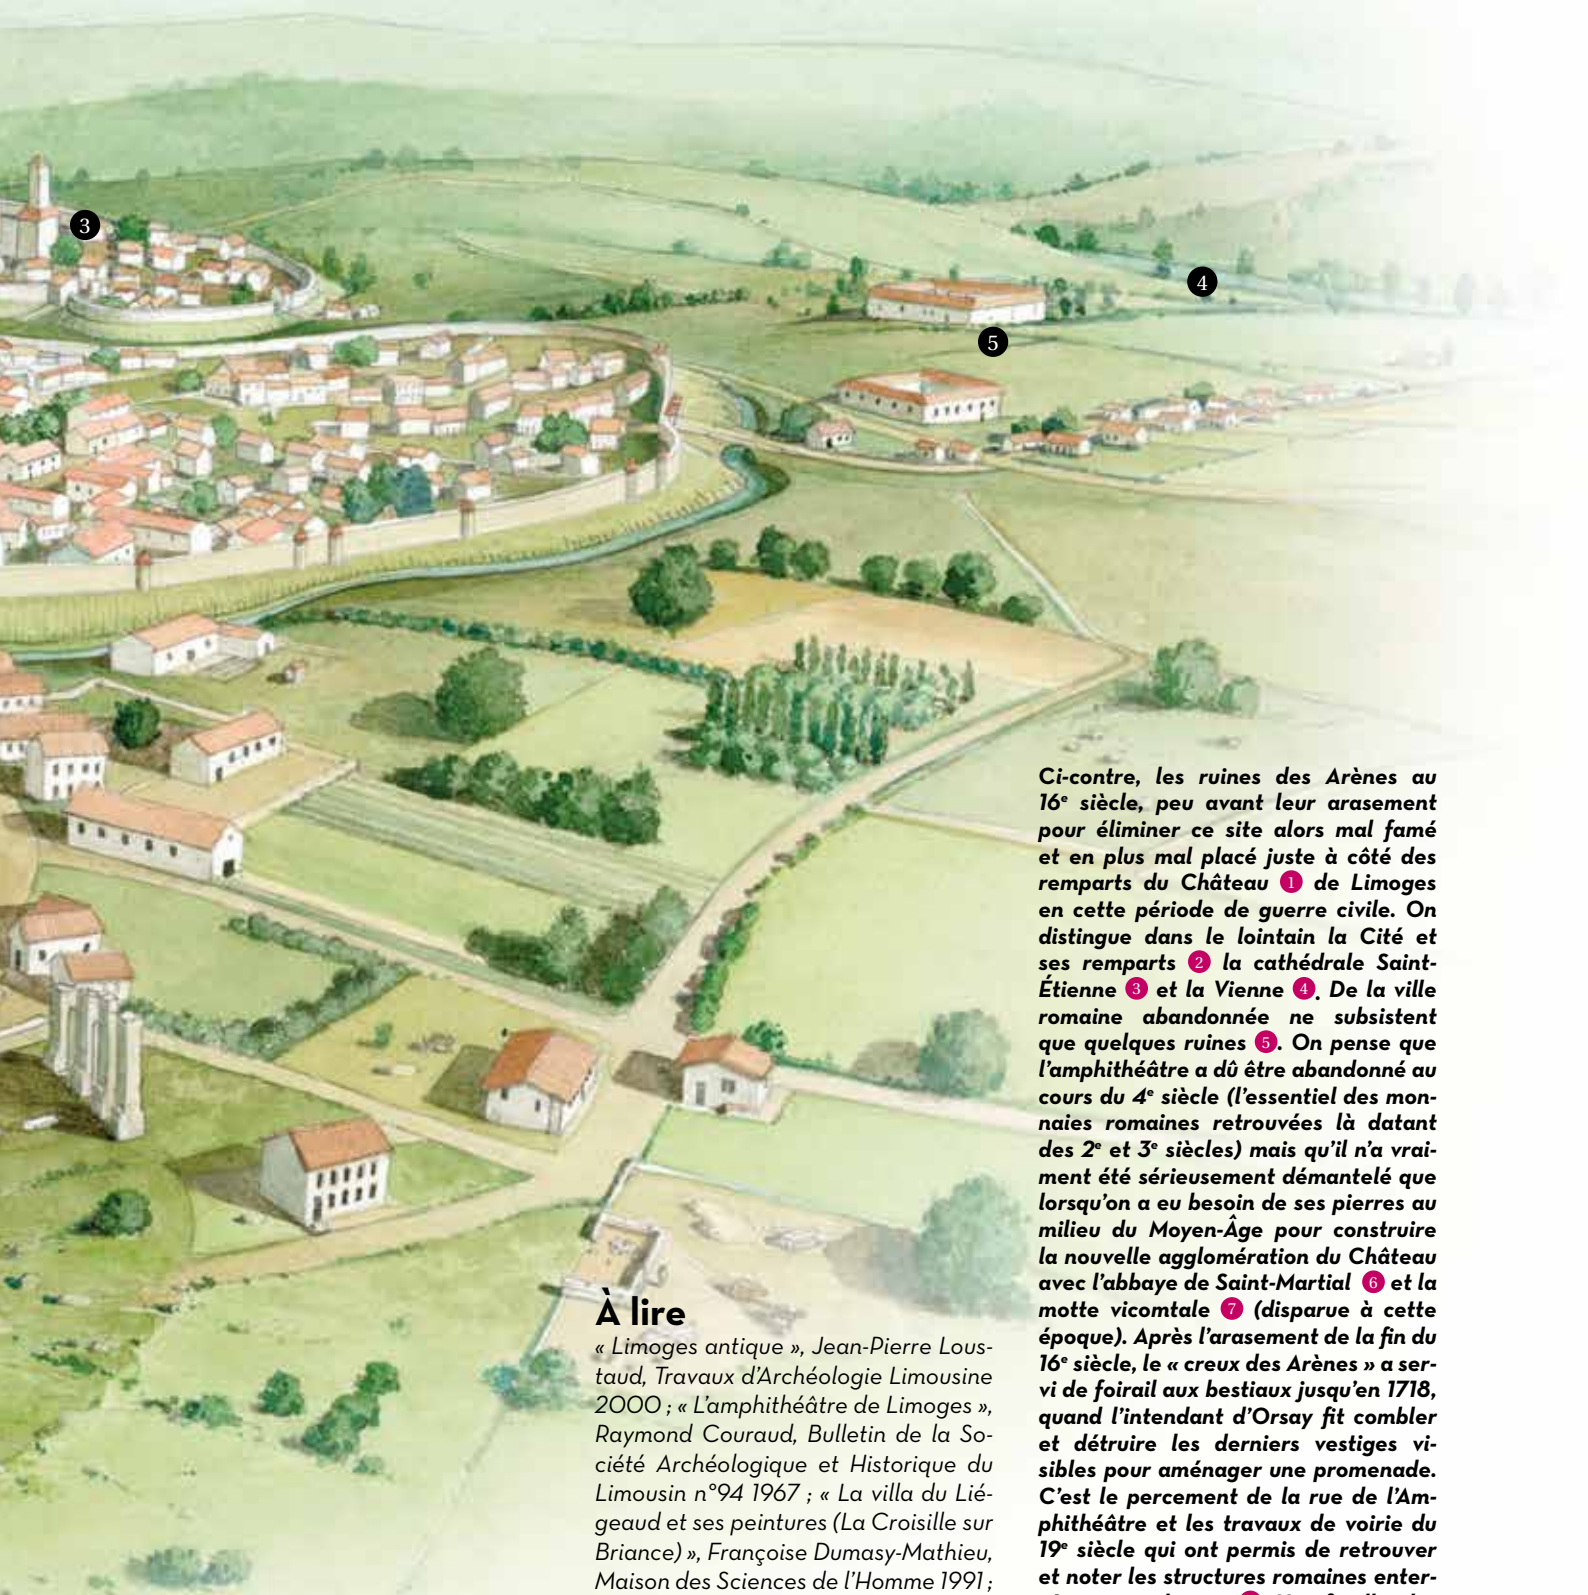 3
4
5
Ci-contre, les ruines des Arènes au
16e siècle, peu avant leur arasement
pour éliminer ce site alors mal famé
et en plus mal placé juste à côté des
remparts du Château 1 de Limoges
en cette période de guerre civile. On
distingue dans le lointain la Cité et
ses remparts 2 la cathédrale Saint-
Étienne 3 et la Vienne 4. De la ville
romaine abandonnée ne subsistent
que quelques ruines 5. On pense que
l'amphithéâtre a dû être abandonné au
cours du 4e siècle (l'essentiel des mon-
naies romaines retrouvées là datant
des 2e et 3e siècles) mais qu'il n'a vrai-
ment été sérieusement démantelé que
lorsqu'on a eu besoin de ses pierres au
milieu du Moyen-Âge pour construire
la nouvelle agglomération du Château
avec l'abbaye de Saint-Martial 6 et la
motte vicomtale 7 (disparue à cette
époque). Après l'arasement de la fin du
16e siècle, le « creux des Arènes » a ser-
vi de foirail aux bestiaux jusqu'en 1718,
quand l'intendant d'Orsay fit combler
et détruire les derniers vestiges vi-
sibles pour aménager une promenade.
C'est le percement de la rue de l'Am-
phithéâtre et les travaux de voirie du
19e siècle qui ont permis de retrouver
et noter les structures romaines enter-
À lire
« Limoges antique », Jean-Pierre Lous-
taud, Travaux d'Archéologie Limousine
2000 ; « L'amphithéâtre de Limoges »,
Raymond Couraud, Bulletin de la So-
ciété Archéologique et Historique du
Limousin n°94 1967 ; « La villa du Lié-
geaud et ses peintures (La Croisille sur
Briance) », Françoise Dumasy-Mathieu,
Maison des Sciences de l'Homme 1991 ;